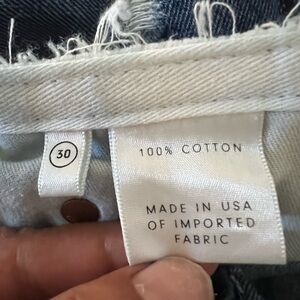 30
100% COTTON
MADE IN USA
OF IMPORTED
FABRIC